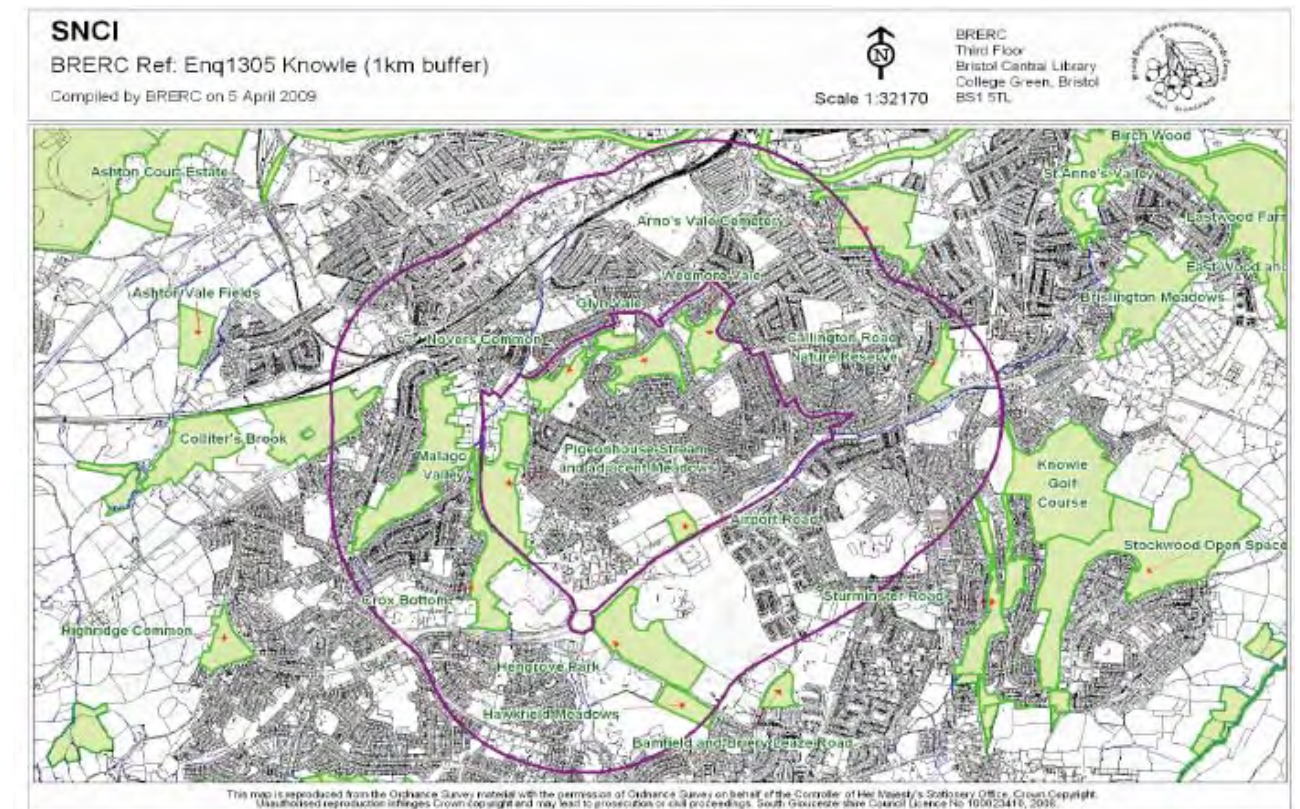 SNCI
BRERC Ref: Enq1305 Knowle (1km buffer)
Compiled by BRERC on 5 April 2009
N
Scale 1:32170
BRERC
Third Floor
Bristol Central Library
College Green, Bristol
BS1 5TL
Birch Wood
Ashton Court Estate
St Anne's Valley
Arno's Vale Cemetery
Eastwood Farm
Wedmore Vale
East Wood and
Ashton Vale Fields
Glyn Vale
Brislington Meadows
Novers Common
Callington Road
Nature Reserve
Colliter's Brook
Malago
Valley
Pigeonhouse Stream
and adjacent Meadows
Knowle
Golf
Course
Airport Road
Stockwood Open Space
Crox Bottom
Sturminster Road
Highridge Common
Hengrove Park
Hawkfield Meadows
Bamfield and Briery Leaze Road
This map is reproduced from the Ordnance Survey material with the permission of Ordnance Survey on behalf of the Controller of Her Majesty's Stationery Office, Crown Copyright.
Unauthorised reproduction infringes Crown copyright and may lead to prosecution or civil proceedings. South Gloucestershire Council Licence No 100023410, 2008.